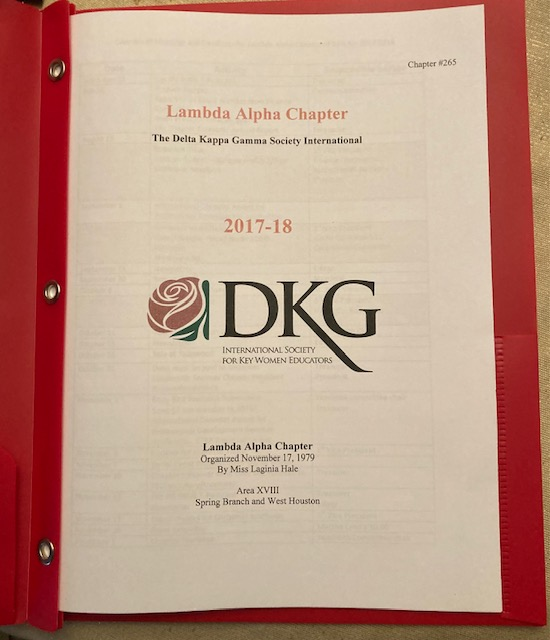 Chapter #265
Lambda Alpha Chapter
The Delta Kappa Gamma Society International
2017-18
DKG
INTERNATIONAL SOCIETY
FOR KEY WOMEN EDUCATORS
Lambda Alpha Chapter
Organized November 17, 1979
By Miss Laginia Hale
Area XVIII
Spring Branch and West Houston